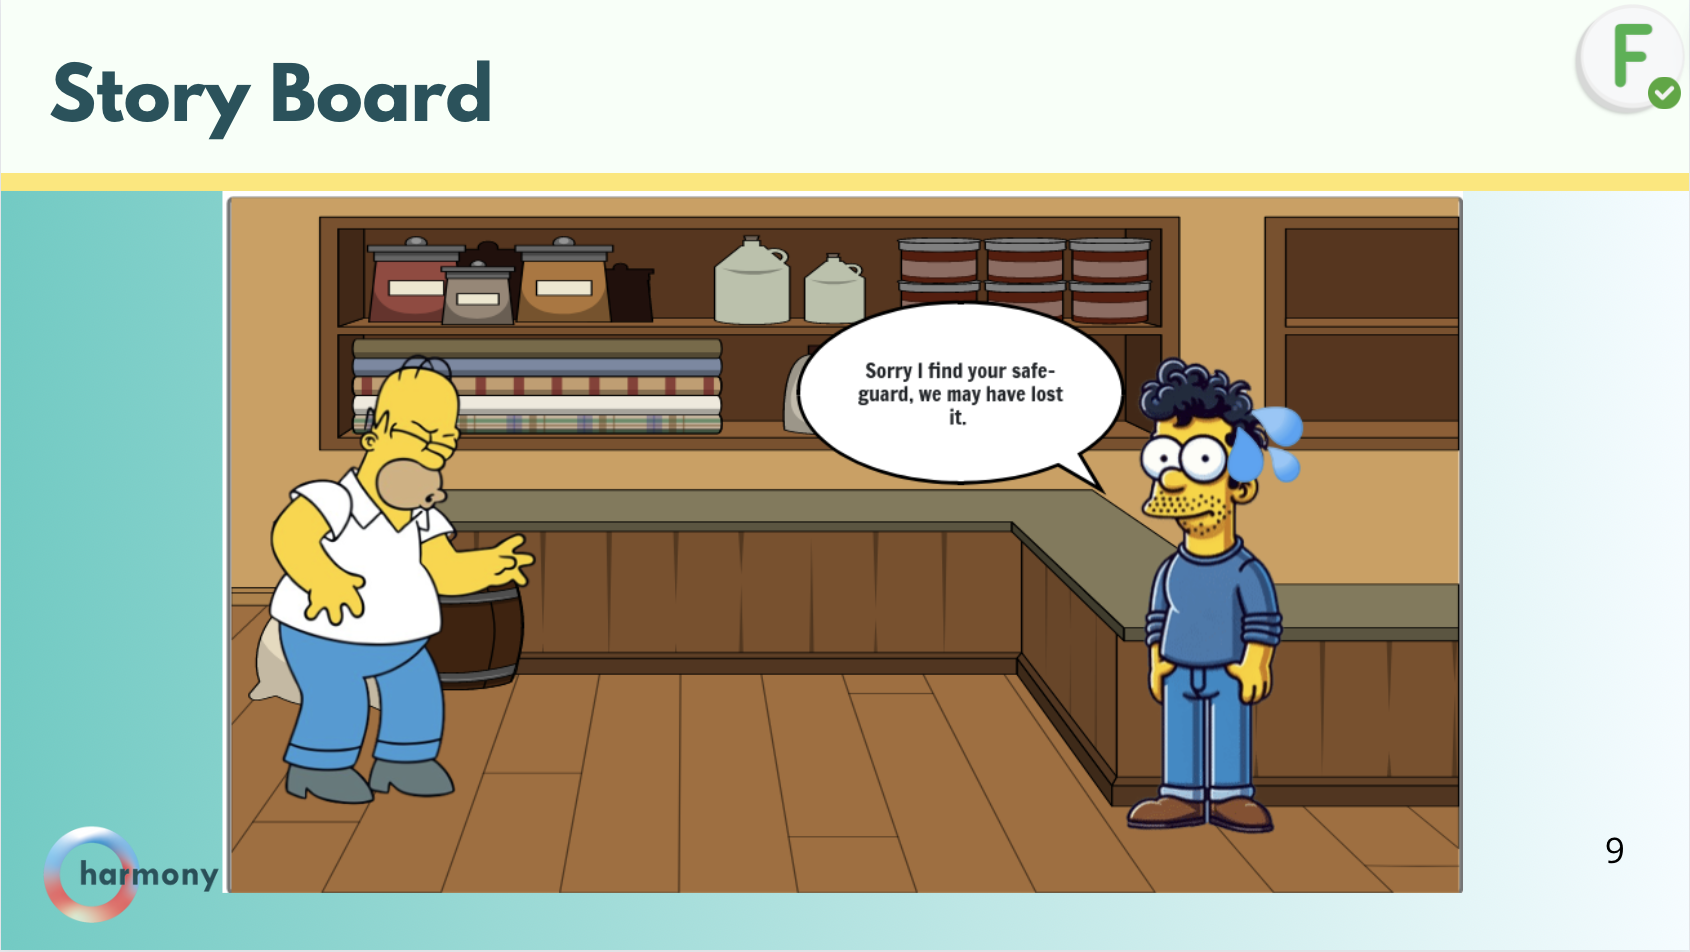 Story Board
F
Sorry I find your safe-
guard, we may have lost
it.
harmony
9